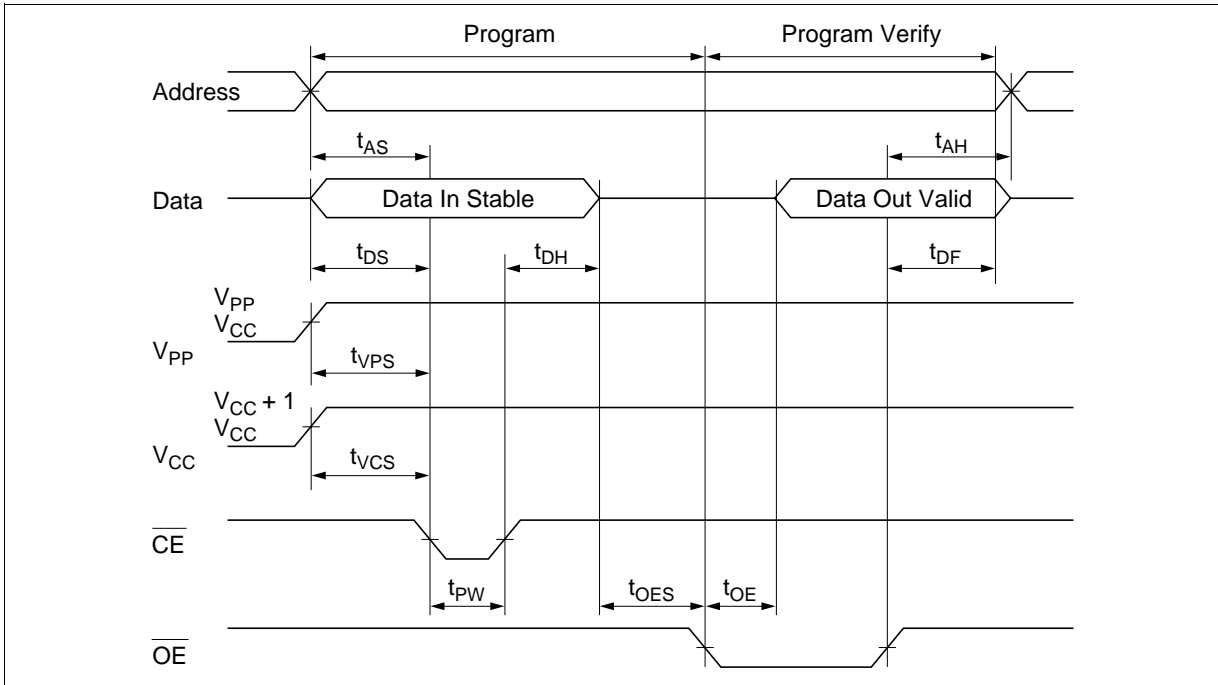 Program Program Verify
Address
tAS tAH
Data Data In Stable Data Out Valid
tDS tDH tDF
VPP
VCC
VPP tVPS
VCC + 1
VCC
VCC tVCS
CE
tPW tOES tOE
OE